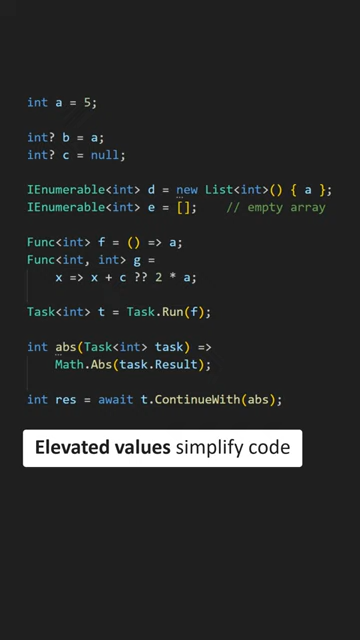 int a = 5;
int? b = a;
int? c = null;
IEnumerable<int> d = new List<int>() { a };
IEnumerable<int> e = [];    // empty array
Func<int> f = () => a;
Func<int, int> g =
x => x + c ?? 2 * a;
Task<int> t = Task.Run(f);
int abs(Task<int> task) =>
Math.Abs(task.Result);
int res = await t.ContinueWith(abs);
Elevated values simplify code